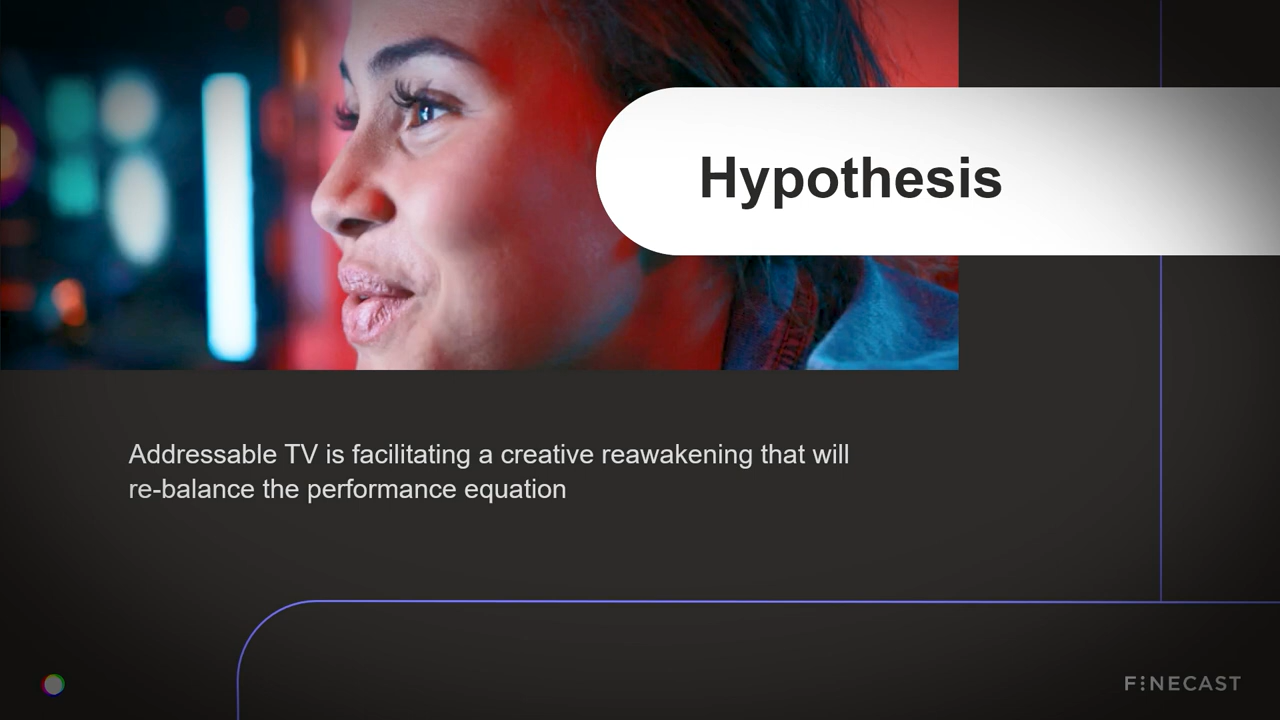 Hypothesis
Addressable TV is facilitating a creative reawakening that will
re-balance the performance equation
FINECAST